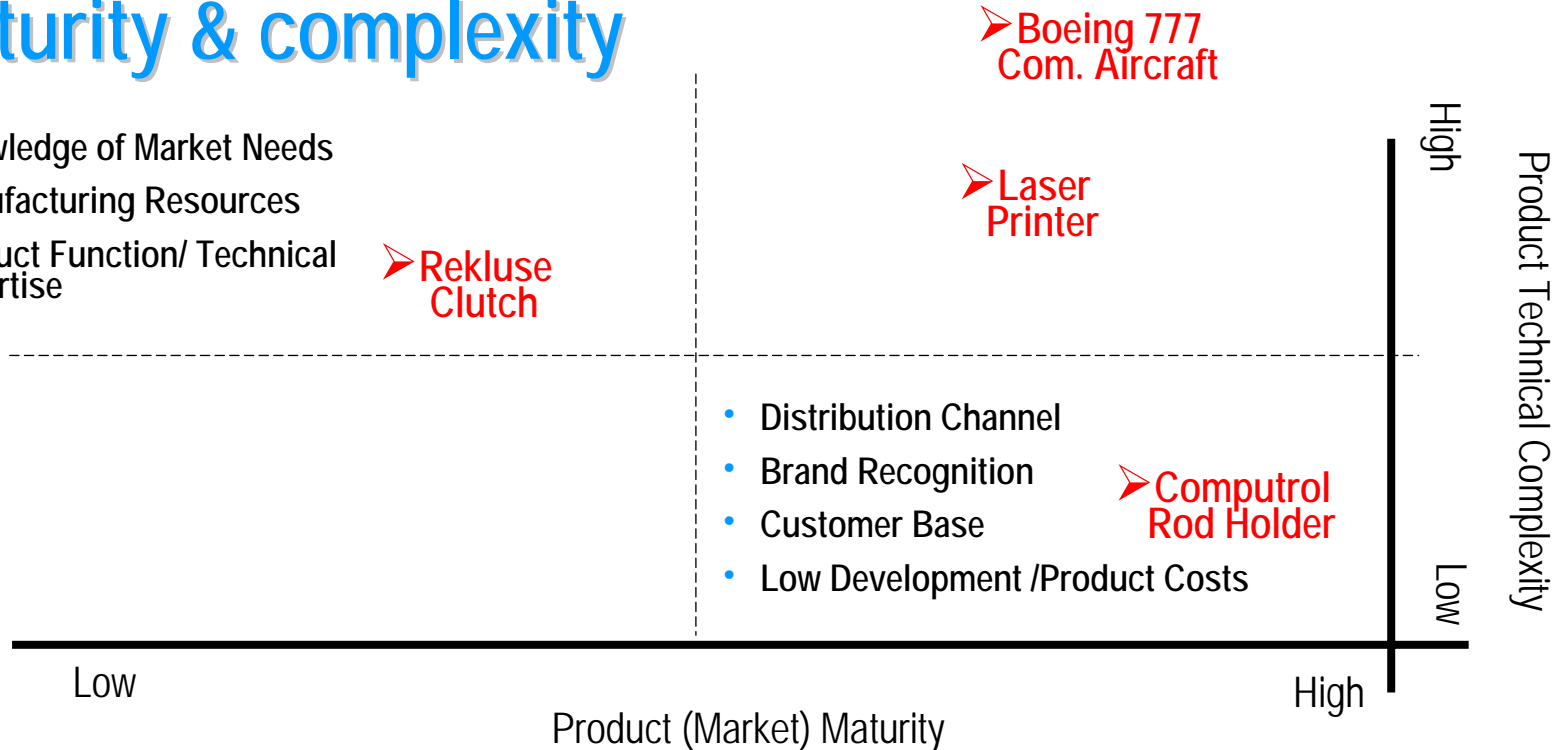 turity & complexity
➢Boeing 777
Com. Aircraft
wledge of Market Needs
ufacturing Resources
uct Function/ Technical
rtise
➢Rekluse
Clutch
➢Laser
Printer
High
Product Technical Complexity
• Distribution Channel
• Brand Recognition
• Customer Base
• Low Development /Product Costs
➢Computrol
Rod Holder
Low
Low
High
Product (Market) Maturity